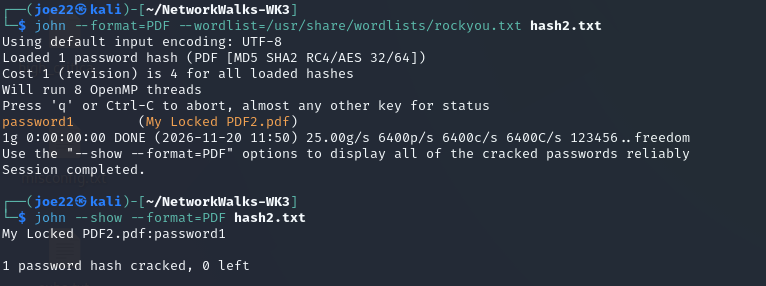 ┌──(joe22㉿kali)-[~/NetworkWalks-WK3]
└─$ john --format=PDF --wordlist=/usr/share/wordlists/rockyou.txt hash2.txt
Using default input encoding: UTF-8
Loaded 1 password hash (PDF [MD5 SHA2 RC4/AES 32/64])
Cost 1 (revision) is 4 for all loaded hashes
Will run 8 OpenMP threads
Press 'q' or Ctrl-C to abort, almost any other key for status
password1        (My Locked PDF2.pdf)
1g 0:00:00:00 DONE (2026-11-20 11:50) 25.00g/s 6400p/s 6400c/s 6400C/s 123456..freedom
Use the "--show --format=PDF" options to display all of the cracked passwords reliably
Session completed.
┌──(joe22㉿kali)-[~/NetworkWalks-WK3]
└─$ john --show --format=PDF hash2.txt
My Locked PDF2.pdf:password1
1 password hash cracked, 0 left